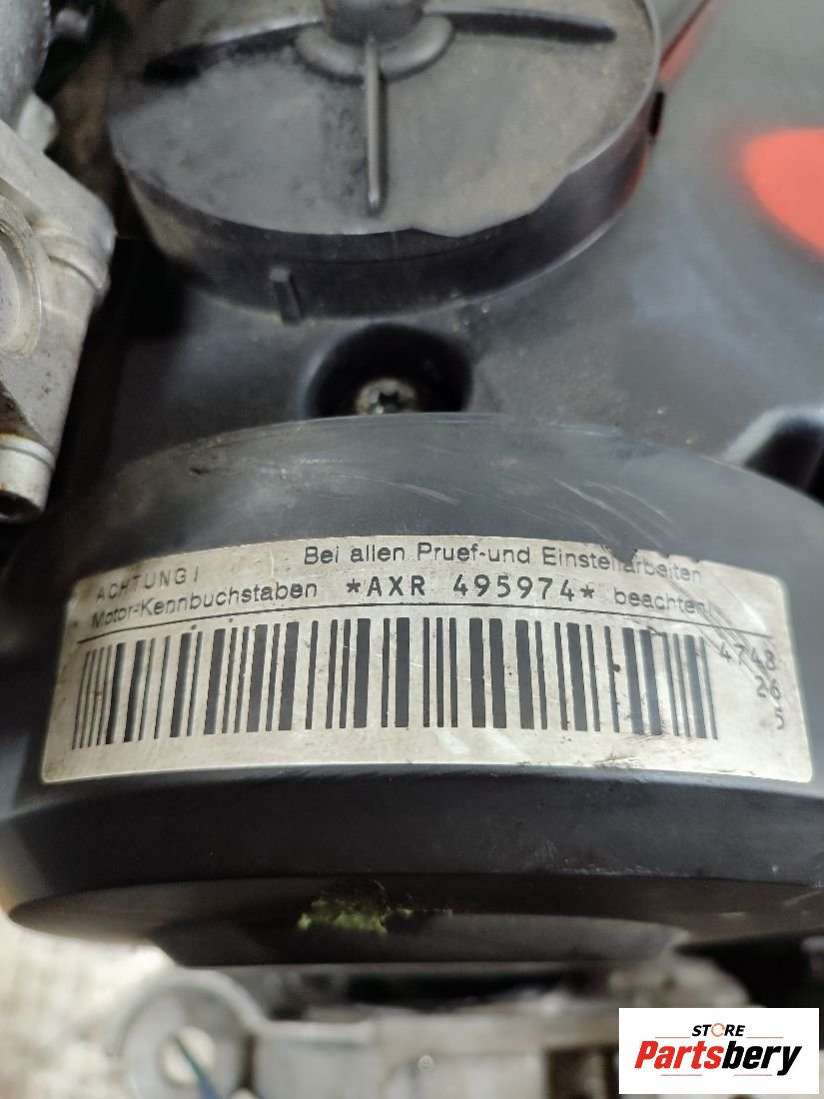 ACHTUNG! Bei allen Pruef-und Einstellarbeiten
Motor-Kennbuchstaben *AXR 495974* beachten!
4748
26
5
STORE
Partsbery